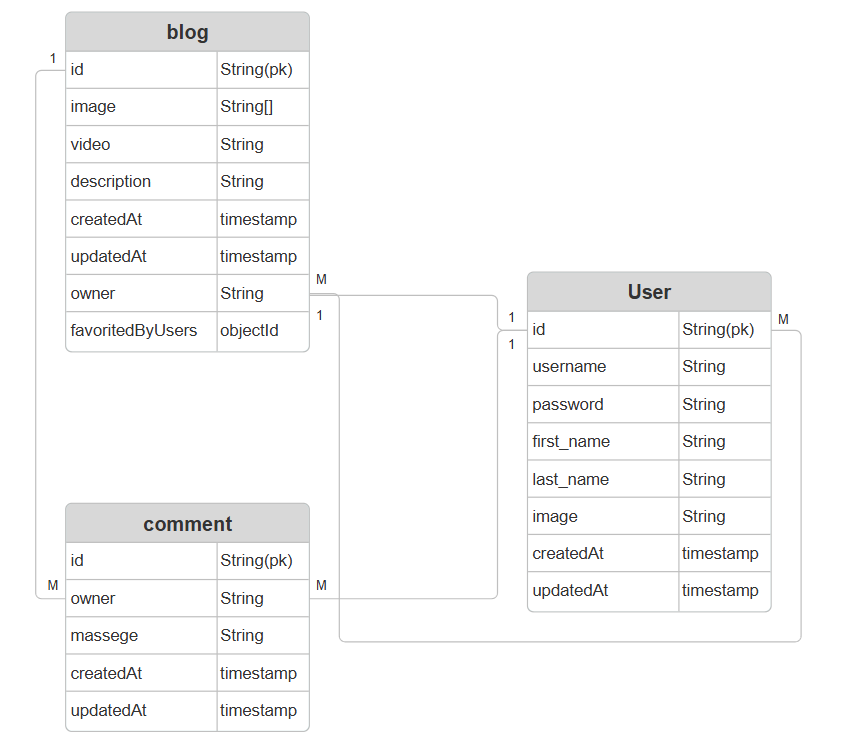 blog
1
id String(pk)
image String[]
video String
description String
createdAt timestamp
updatedAt timestamp
owner String
favoritedByUsers objectId
M
1
User
1
1
M
id String(pk)
username String
password String
first_name String
last_name String
image String
createdAt timestamp
updatedAt timestamp
comment
id String(pk)
M
owner String
M
massege String
createdAt timestamp
updatedAt timestamp